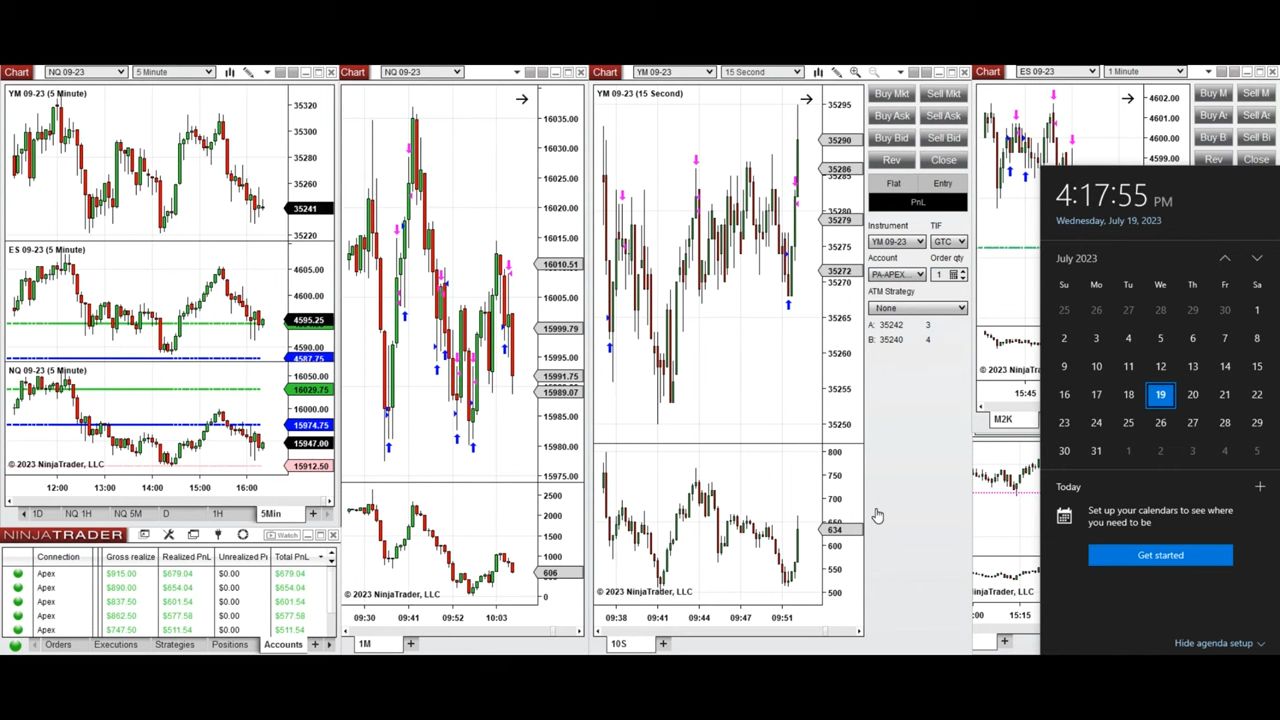 Chart NQ 09-23 5 Minute
YM 09-23 (5 Minute)
35320
35300
35280
35260
35241
35220
ES 09-23 (5 Minute)
4605.00
4600.00
4595.25
4590.00
4587.75
NQ 09-23 (5 Minute)
16050.00
16029.75
16000.00
15974.75
15947.00
15912.50
© 2023 NinjaTrader, LLC
12:00 13:00 14:00 15:00 16:00
1D NQ 1H NQ 5M D 1H 5Min +
NINJATRADER Watch
Connection Gross realize Realized PnL Unrealized P Total PnL
Apex $915.00 $679.04 $0.00 $679.04
Apex $890.00 $654.04 $0.00 $654.04
Apex $837.50 $601.54 $0.00 $601.54
Apex $862.50 $577.58 $0.00 $577.58
Apex $747.50 $511.54 $0.00 $511.54
Orders Executions Strategies Positions Accounts +
Chart NQ 09-23
16035.00
16030.00
16025.00
16020.00
16015.00
16010.51
16005.00
15999.79
15995.00
15991.75
15989.07
15985.00
15980.00
15975.00
2500
2000
1500
1000
606
0
© 2023 NinjaTrader, LLC
09:30 09:41 09:52 10:03
1M +
Chart YM 09-23 15 Second
YM 09-23 (15 Second)
35295
35290
35286
35285
35280
35279
35275
35272
35270
35265
35260
35255
35250
800
750
700
650
634
600
550
500
© 2023 NinjaTrader, LLC
09:38 09:41 09:44 09:47 09:51
10S +
Buy Mkt Sell Mkt
Buy Ask Sell Ask
Buy Bid Sell Bid
Rev Close
Flat Entry
PnL
Instrument TIF
YM 09-23 GTC
Account Order qty
PA-APEX... 1
ATM Strategy
None
A: 35242 3
B: 35240 4
Chart ES 09-23 1 Minute
4602.00
4600.00
4599.00
Buy M Sell M
Buy A Sell A
Buy B Sell Bi
Rev Close
15:45
M2K
:00 15:15
+
4:17:55 PM
Wednesday, July 19, 2023
July 2023
Su Mo Tu We Th Fr Sa
25 26 27 28 29 30 1
2 3 4 5 6 7 8
9 10 11 12 13 14 15
16 17 18 19 20 21 22
23 24 25 26 27 28 29
30 31 1 2 3 4 5
Today
Set up your calendars to see where
you need to be
Get started
Hide agenda setup